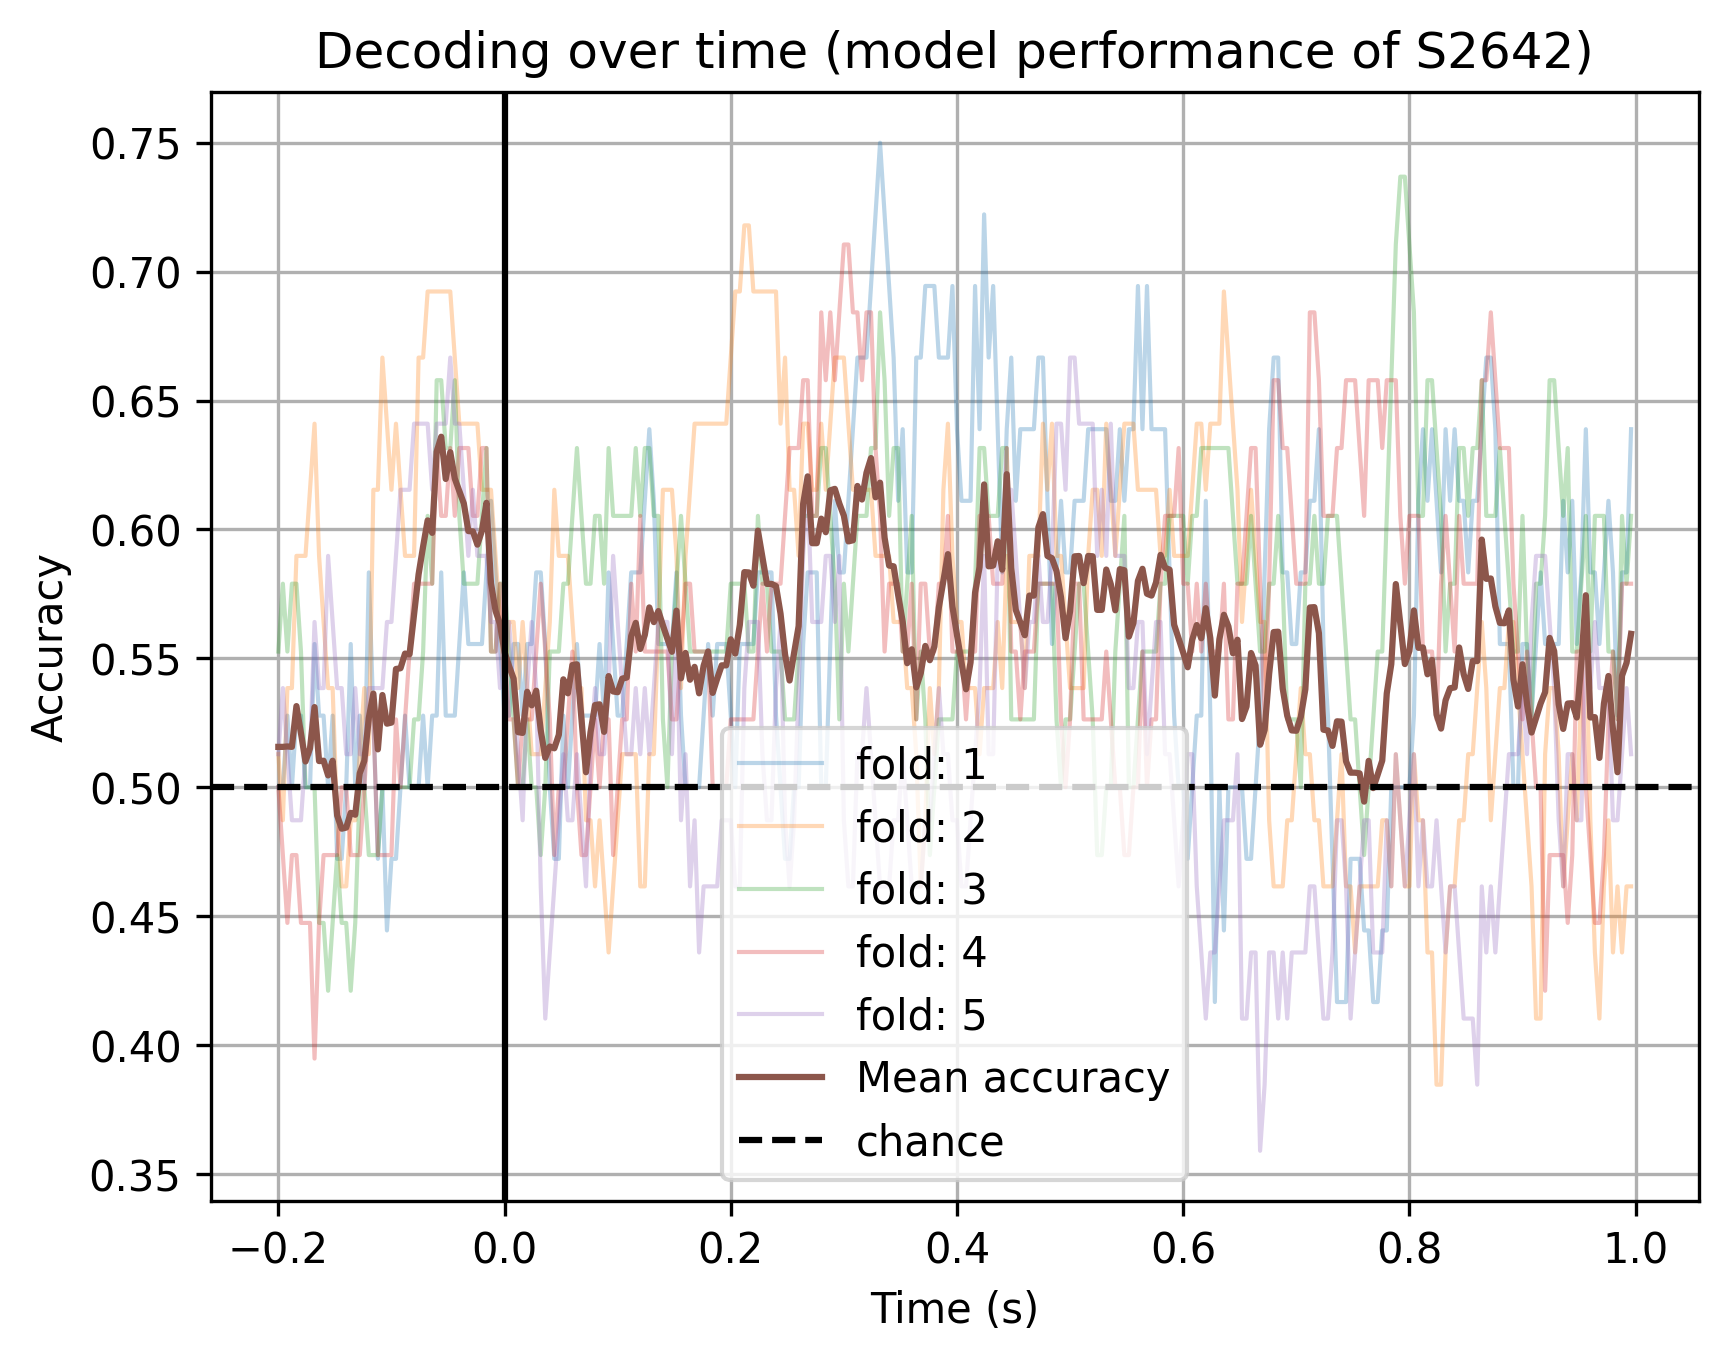 Decoding over time (model performance of S2642)
Accuracy
0.75
0.70
0.65
0.60
0.55
0.50
0.45
0.40
0.35
fold: 1
fold: 2
fold: 3
fold: 4
fold: 5
Mean accuracy
chance
−0.2 0.0 0.2 0.4 0.6 0.8 1.0
Time (s)